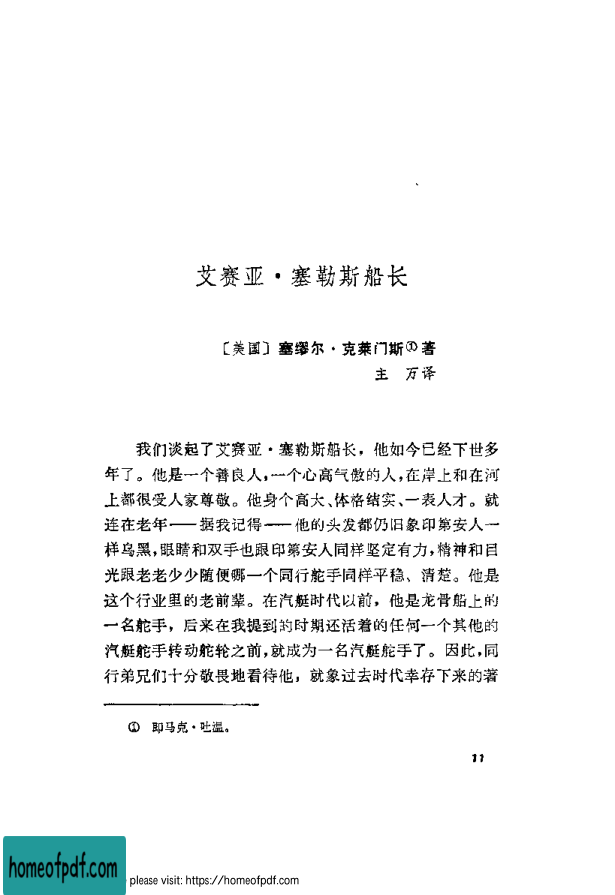 艾赛亚·塞勒斯船长
〔美国〕塞缪尔·克莱门斯①著
主 万译
我们谈起了艾赛亚·塞勒斯船长，他如今已经下世多
年了。他是一个善良人，一个心高气傲的人，在岸上和在河
上都很受人家尊敬。他身个高大、体格结实、一表人才。就
连在老年——据我记得——他的头发都仍旧象印第安人一
样乌黑，眼睛和双手也跟印第安人同样坚定有力，精神和目
光跟老老少少随便哪一个同行舵手同样平稳、清楚。他是
这个行业里的老前辈。在汽艇时代以前，他是龙骨船上的
一名舵手，后来在我提到的时期还活着的任何一个其他的
汽艇舵手转动舵轮之前，就成为一名汽艇舵手了。因此，同
行弟兄们十分敬畏地看待他，就象过去时代幸存下来的著
① 即马克·吐温。
11
homeofpdf.com
please visit: https://homeofpdf.com